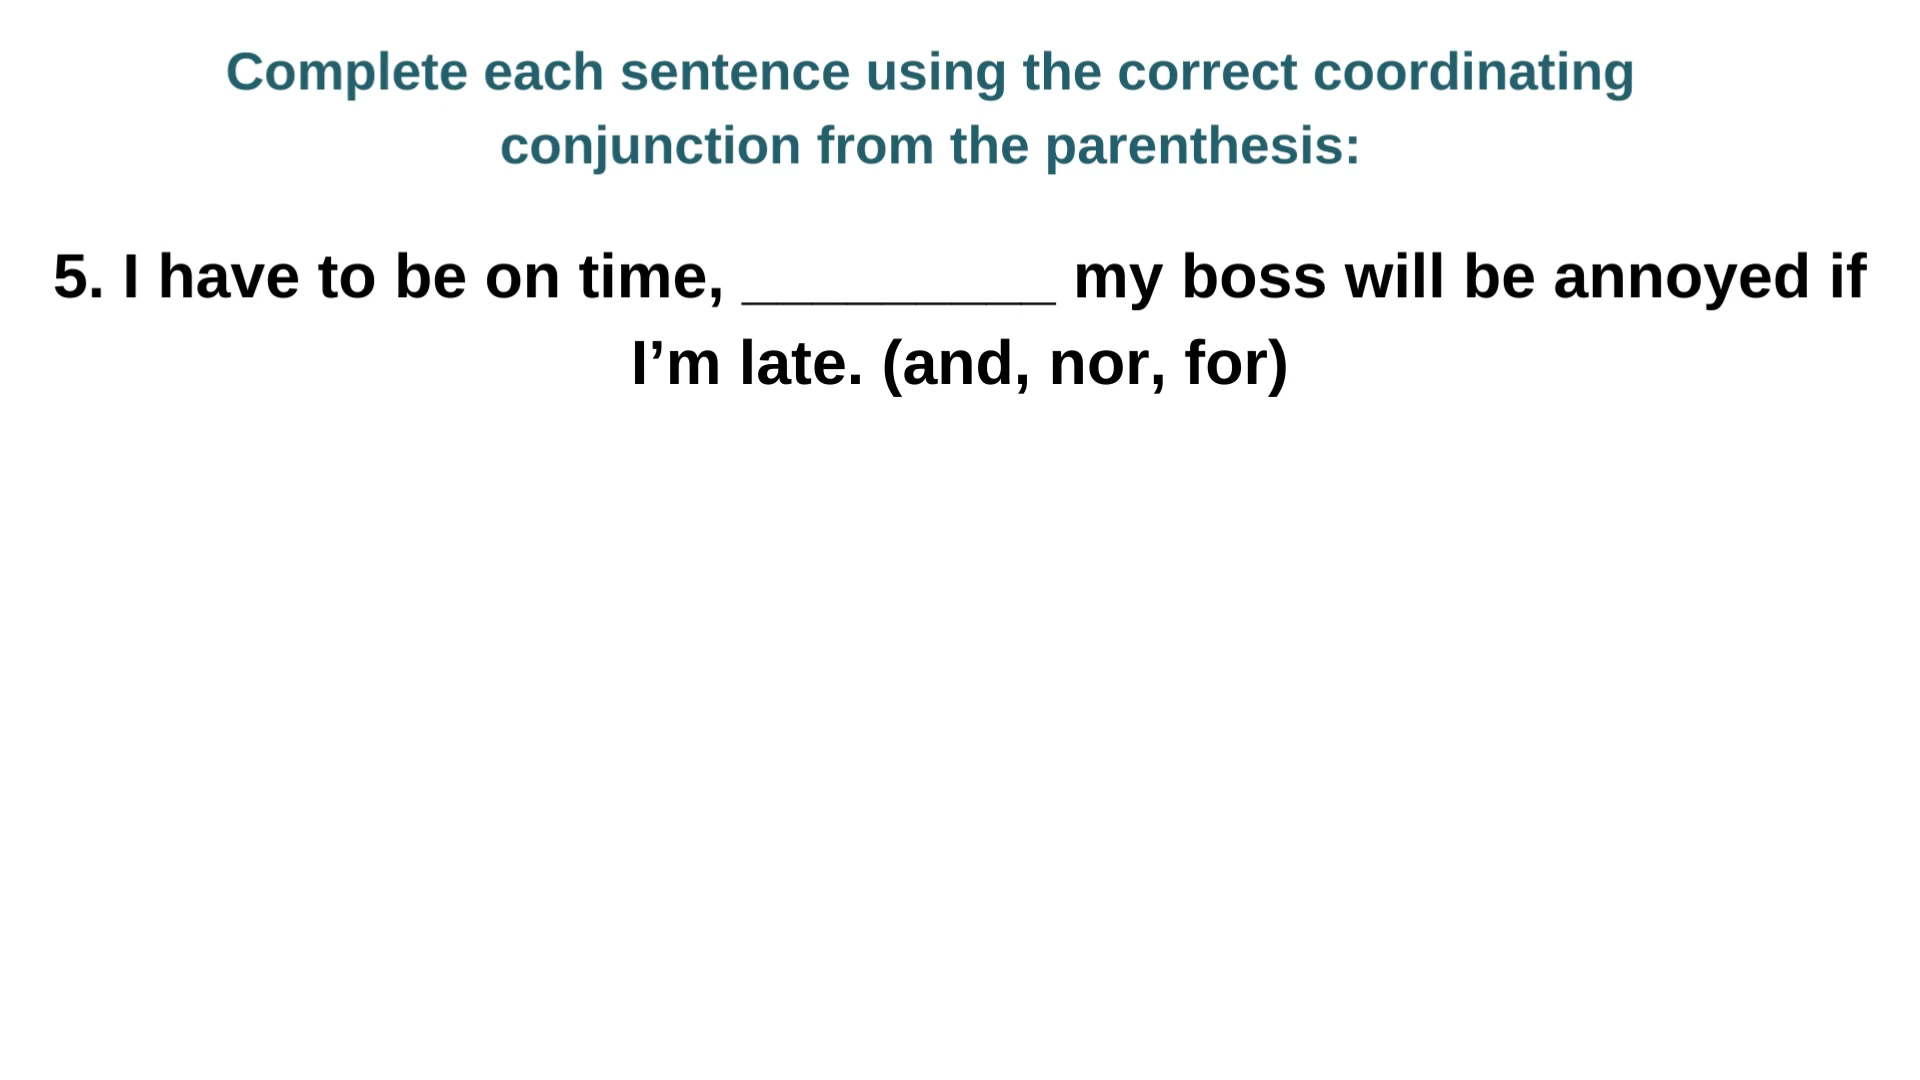 Complete each sentence using the correct coordinating
conjunction from the parenthesis:
5. I have to be on time, _________ my boss will be annoyed if
I’m late. (and, nor, for)